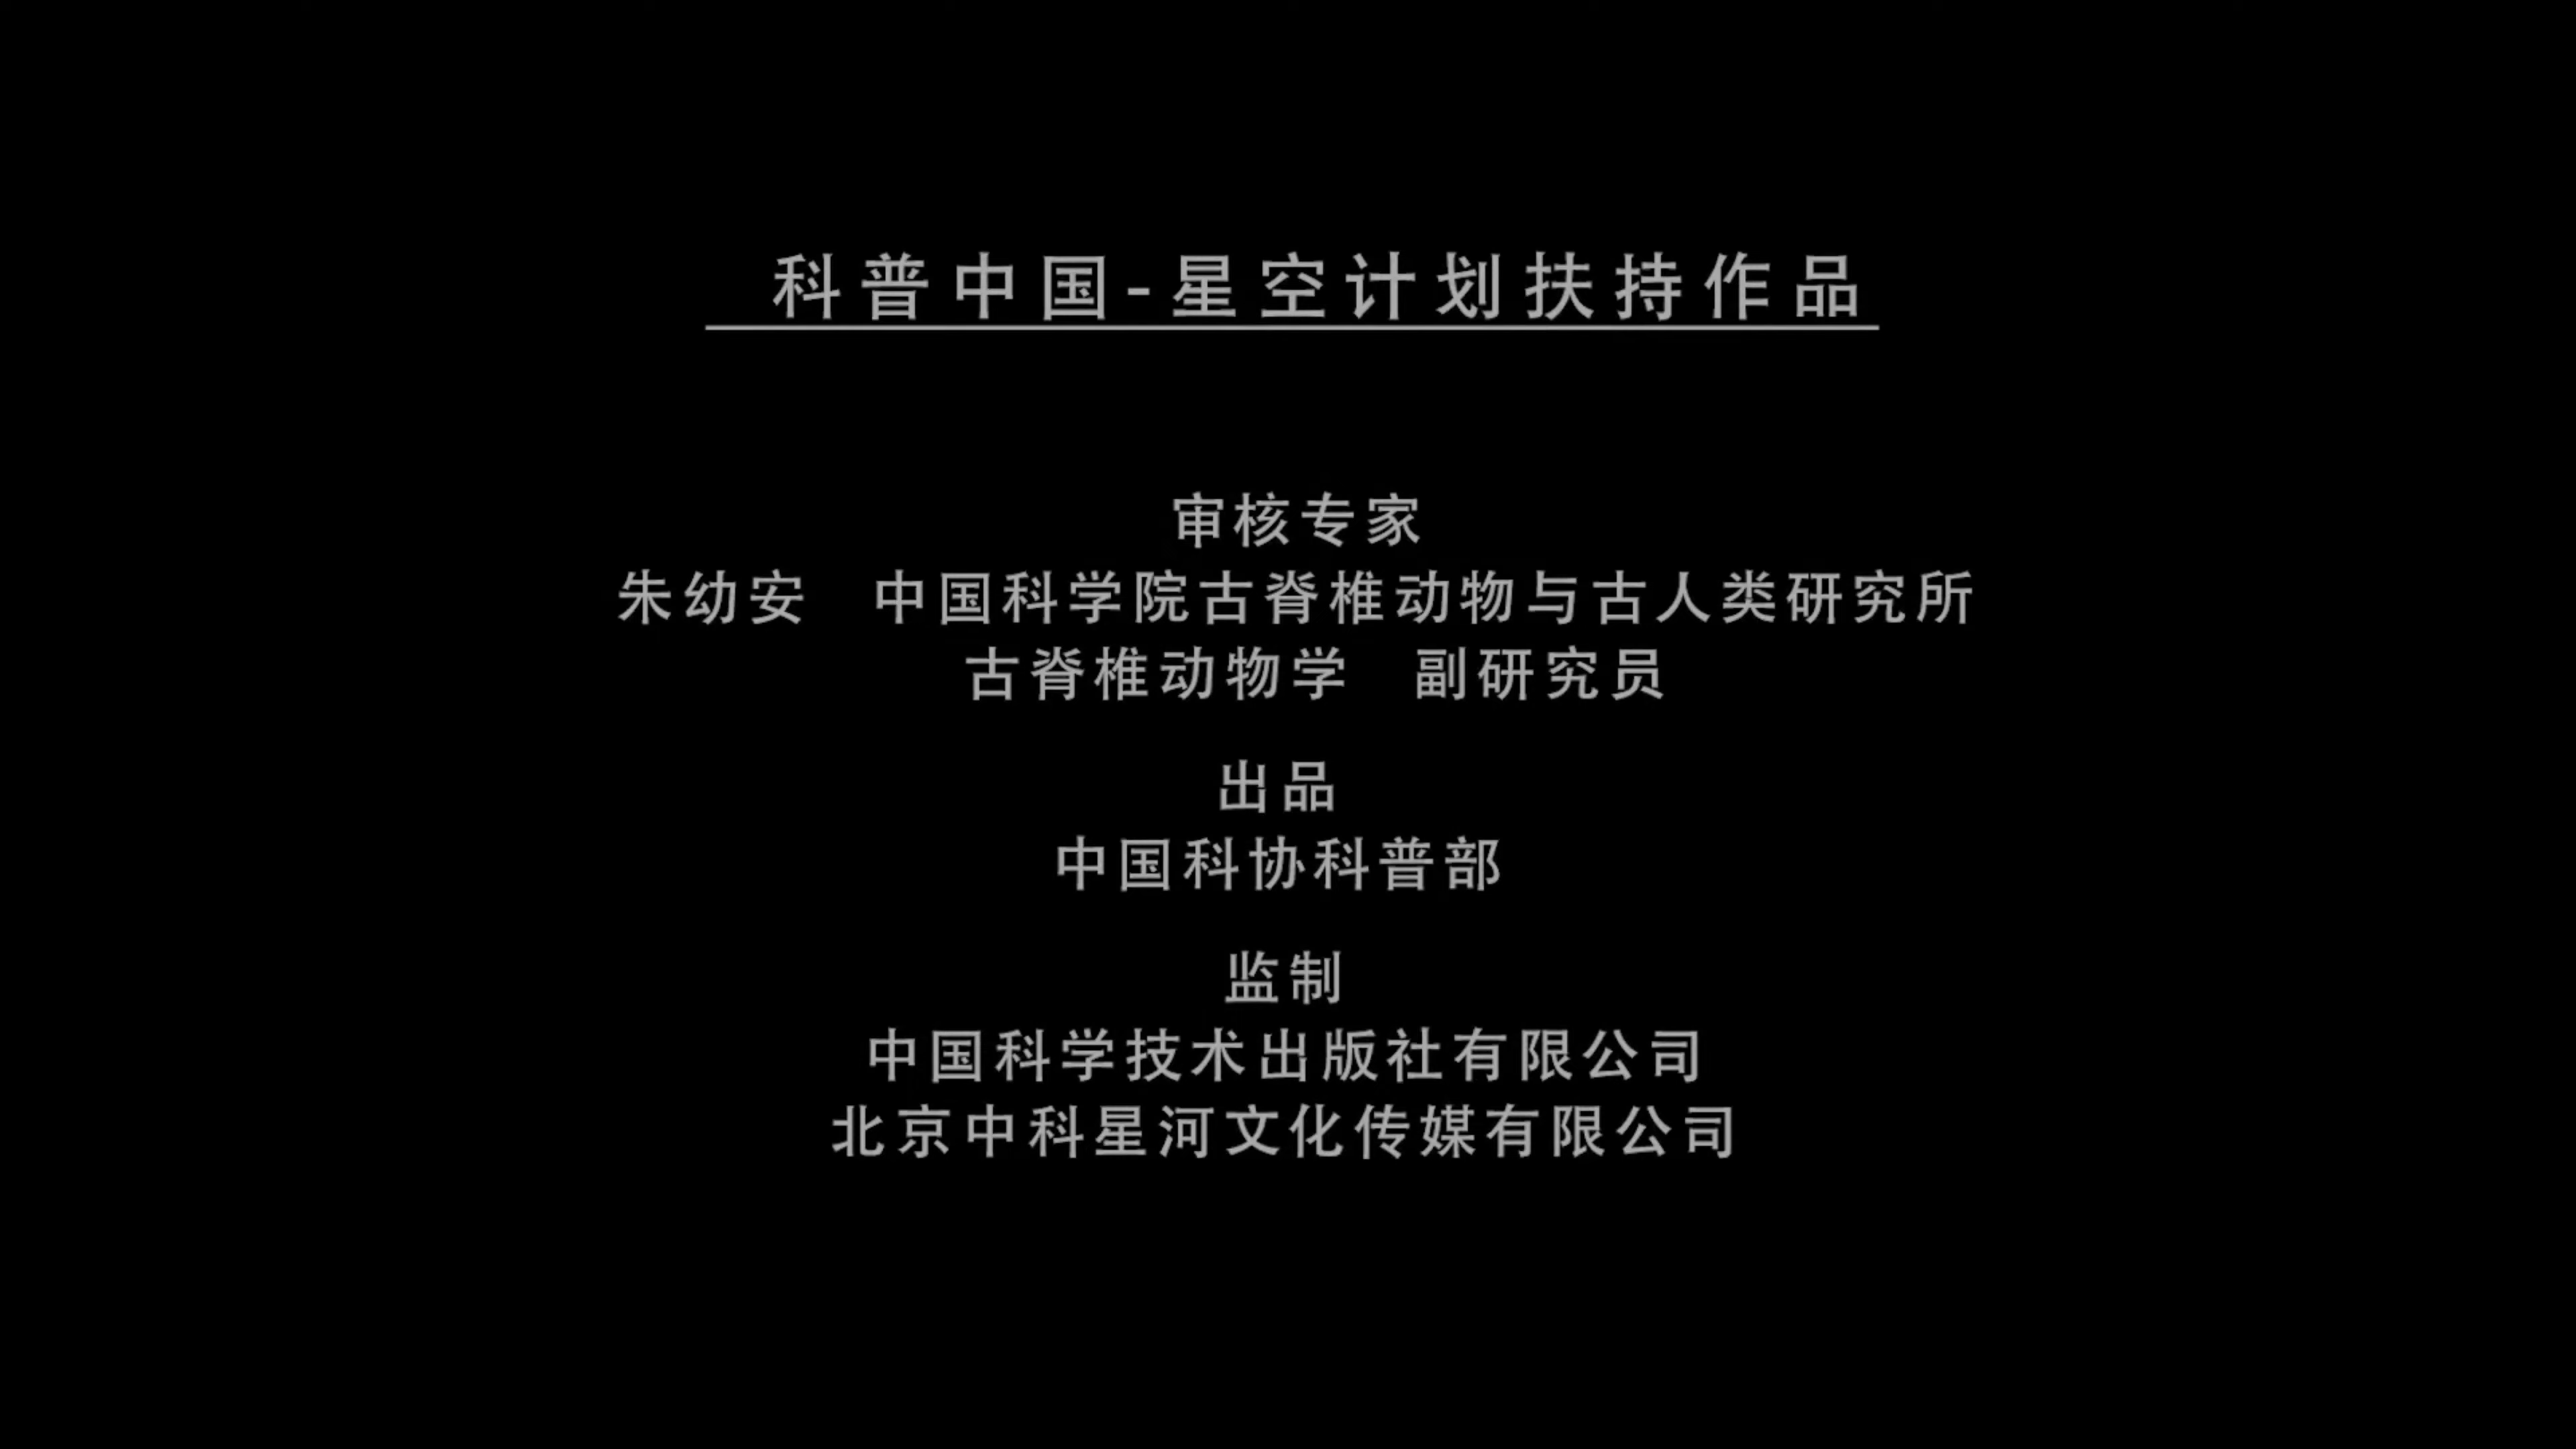 科普中国-星空计划扶持作品
审核专家
朱幼安 中国科学院古脊椎动物与古人类研究所
古脊椎动物学 副研究员
出品
中国科协科普部
监制
中国科学技术出版社有限公司
北京中科星河文化传媒有限公司